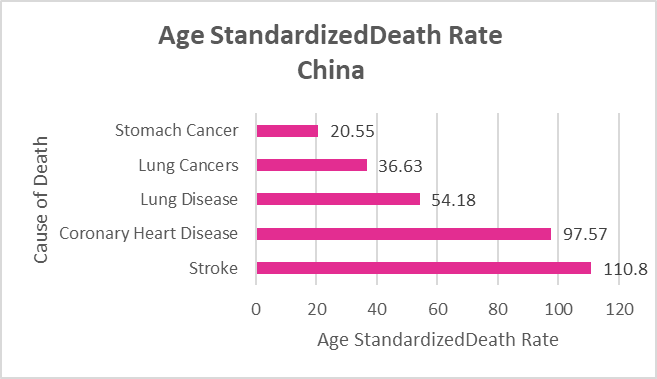 Age StandardizedDeath Rate
China
Cause of Death
Stomach Cancer 20.55
Lung Cancers 36.63
Lung Disease 54.18
Coronary Heart Disease 97.57
Stroke 110.8
0 20 40 60 80 100 120
Age StandardizedDeath Rate